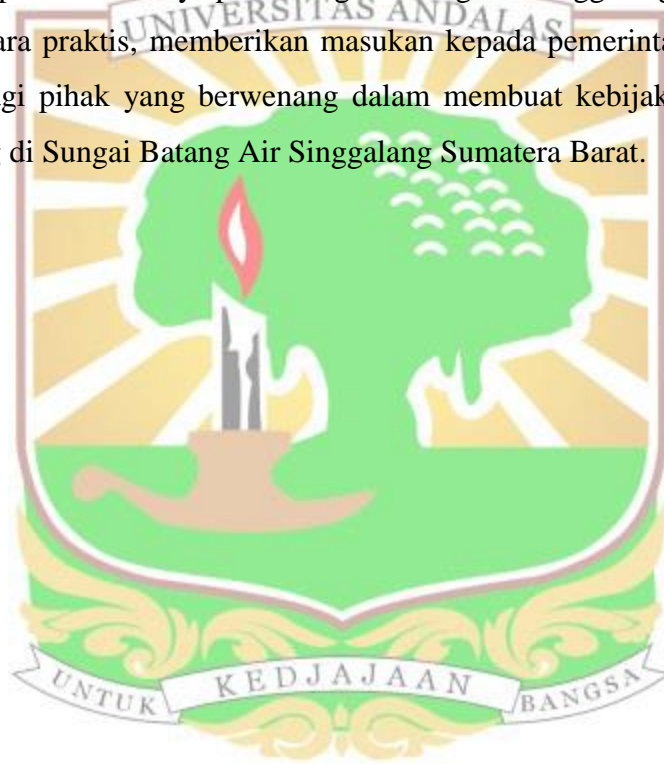 UNIVERSITAS ANDALAS
ara praktis, memberikan masukan kepada pemerinta
gi pihak yang berwenang dalam membuat kebijak
di Sungai Batang Air Singgalang Sumatera Barat.
UNTUK KEDJAJAAN BANGSA